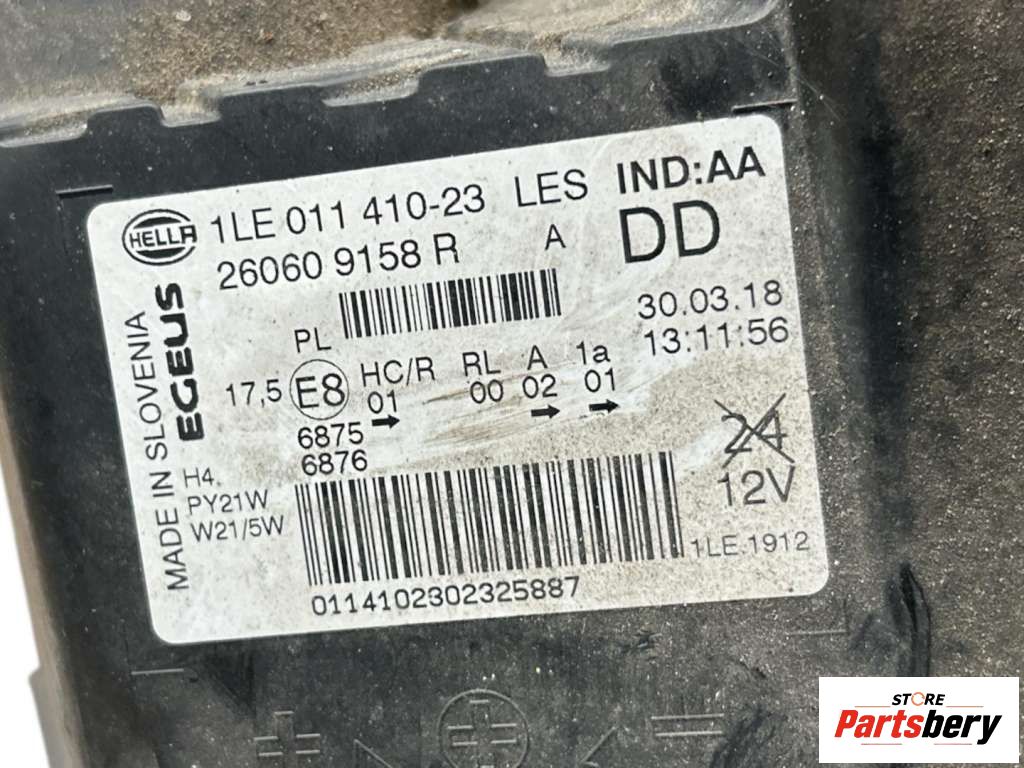 HELLA 1LE 011 410-23 LES IND:AA
26060 9158 R A DD
PL 30.03.18
13:11:56
17,5 E8 HC/R RL A 1a
01 00 02 01
6875
6876
24
12V
H4.
PY21W
W21/5W
1LE.1912
0114102302325887
MADE IN SLOVENIA
EGEUS
STORE
Partsbery